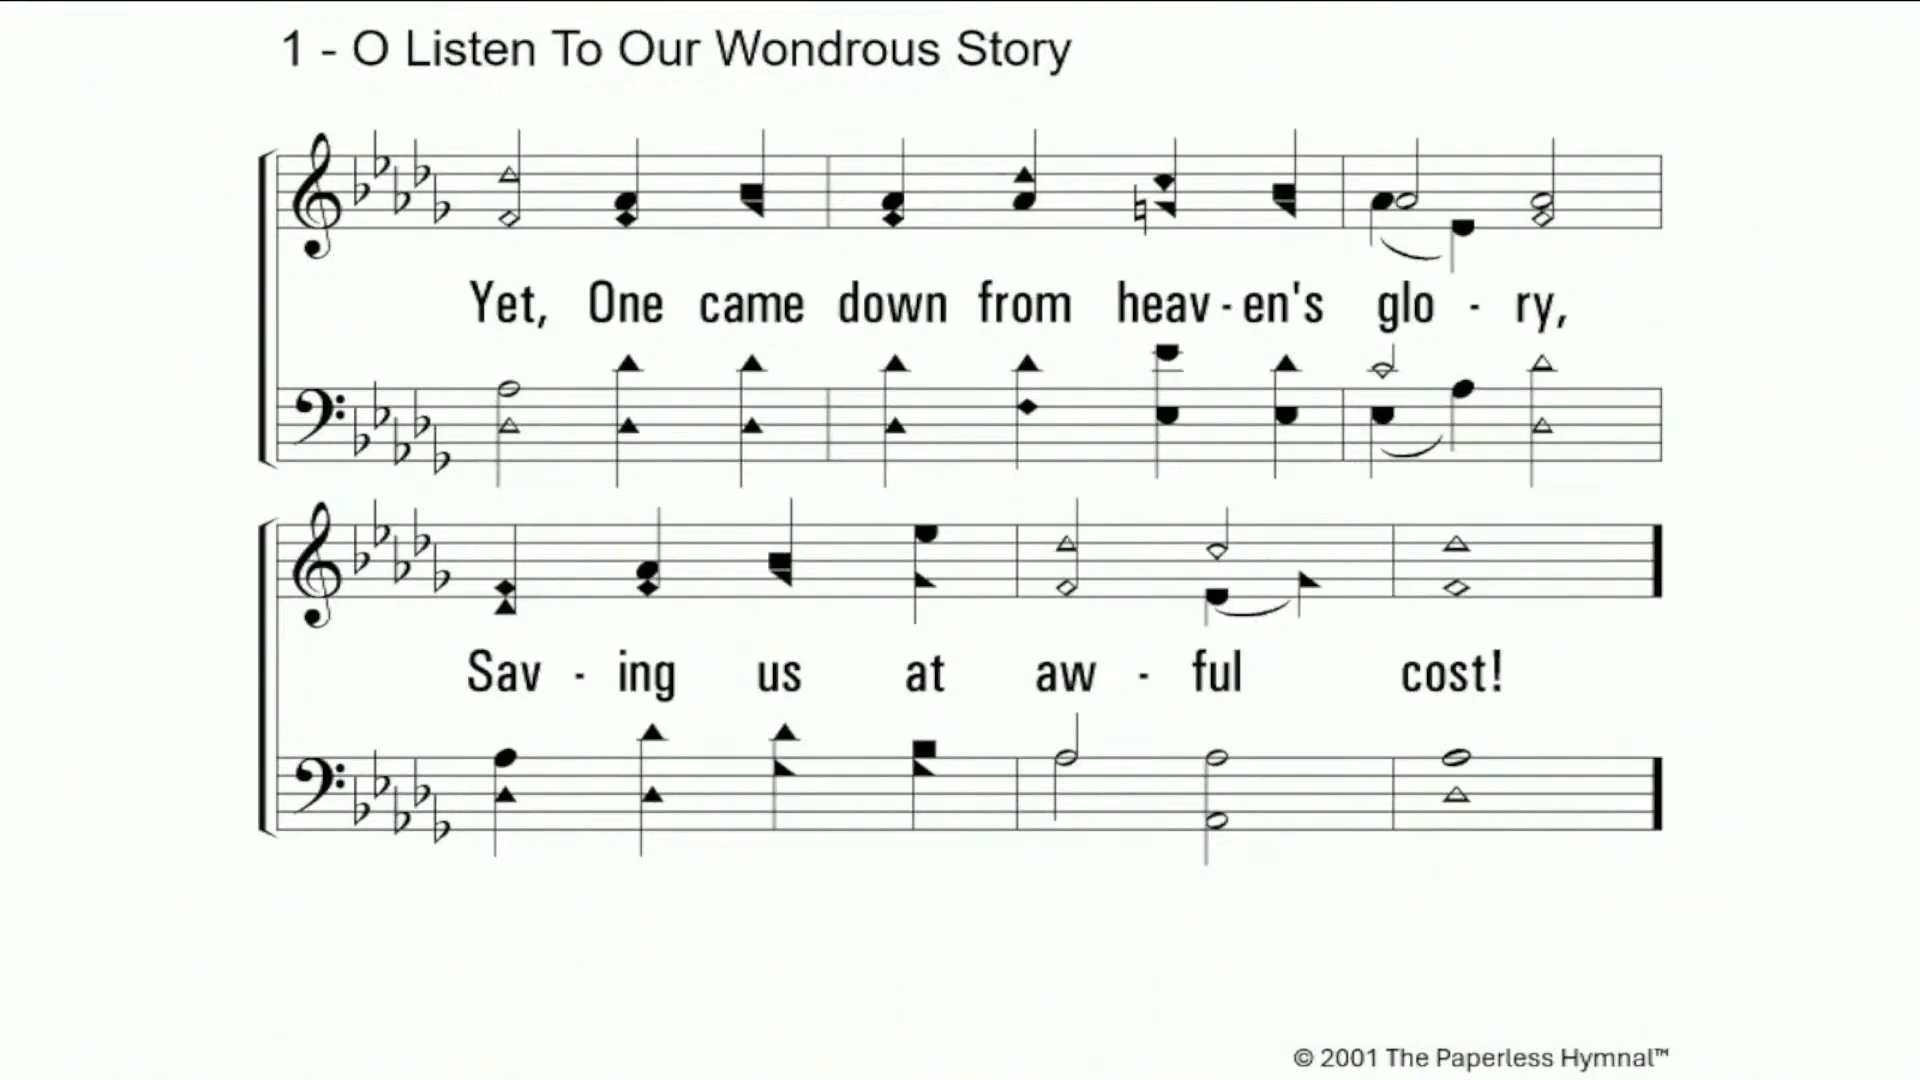 1 - O Listen To Our Wondrous Story
Yet, One came down from heav - en's glo - ry,
Sav - ing us at aw - ful cost!
© 2001 The Paperless Hymnal™